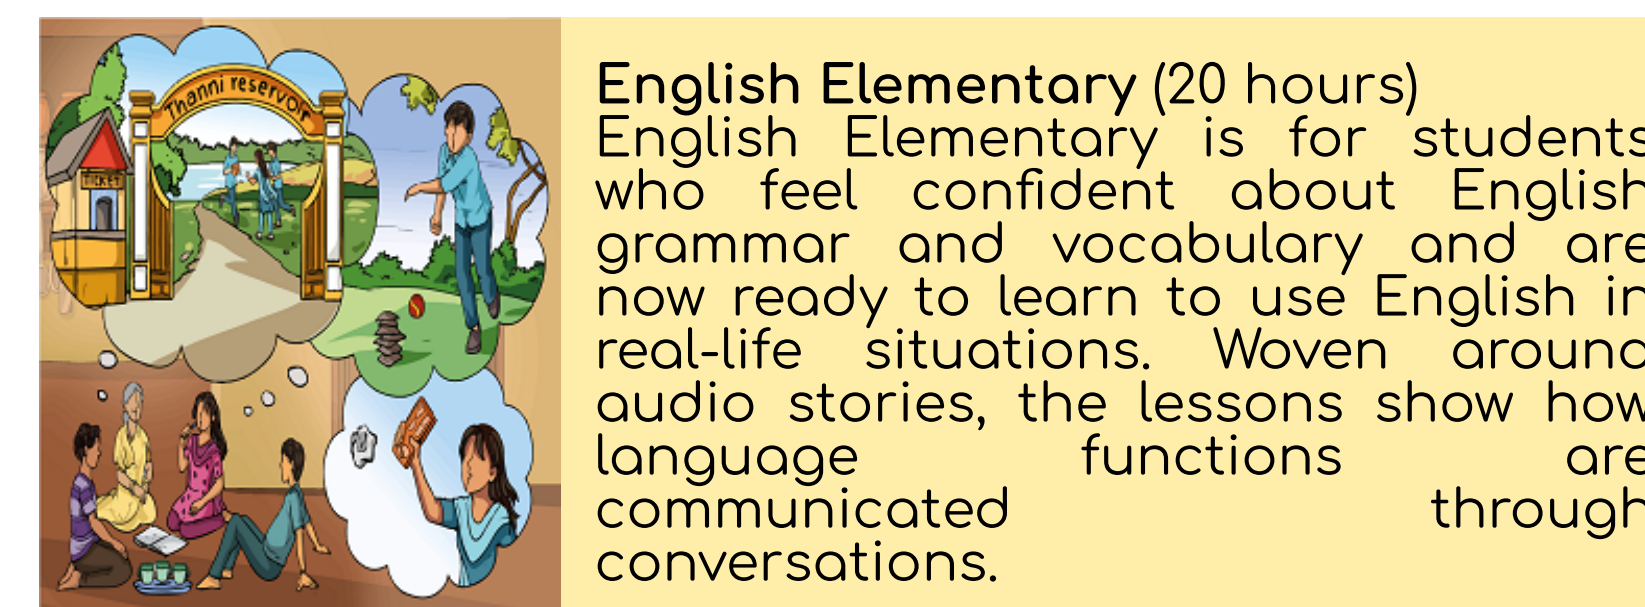 Thanni reservoir
TICKET
English Elementary (20 hours)
English Elementary is for students
who feel confident about English
grammar and vocabulary and are
now ready to learn to use English in
real-life situations. Woven around
audio stories, the lessons show how
language functions are
communicated through
conversations.